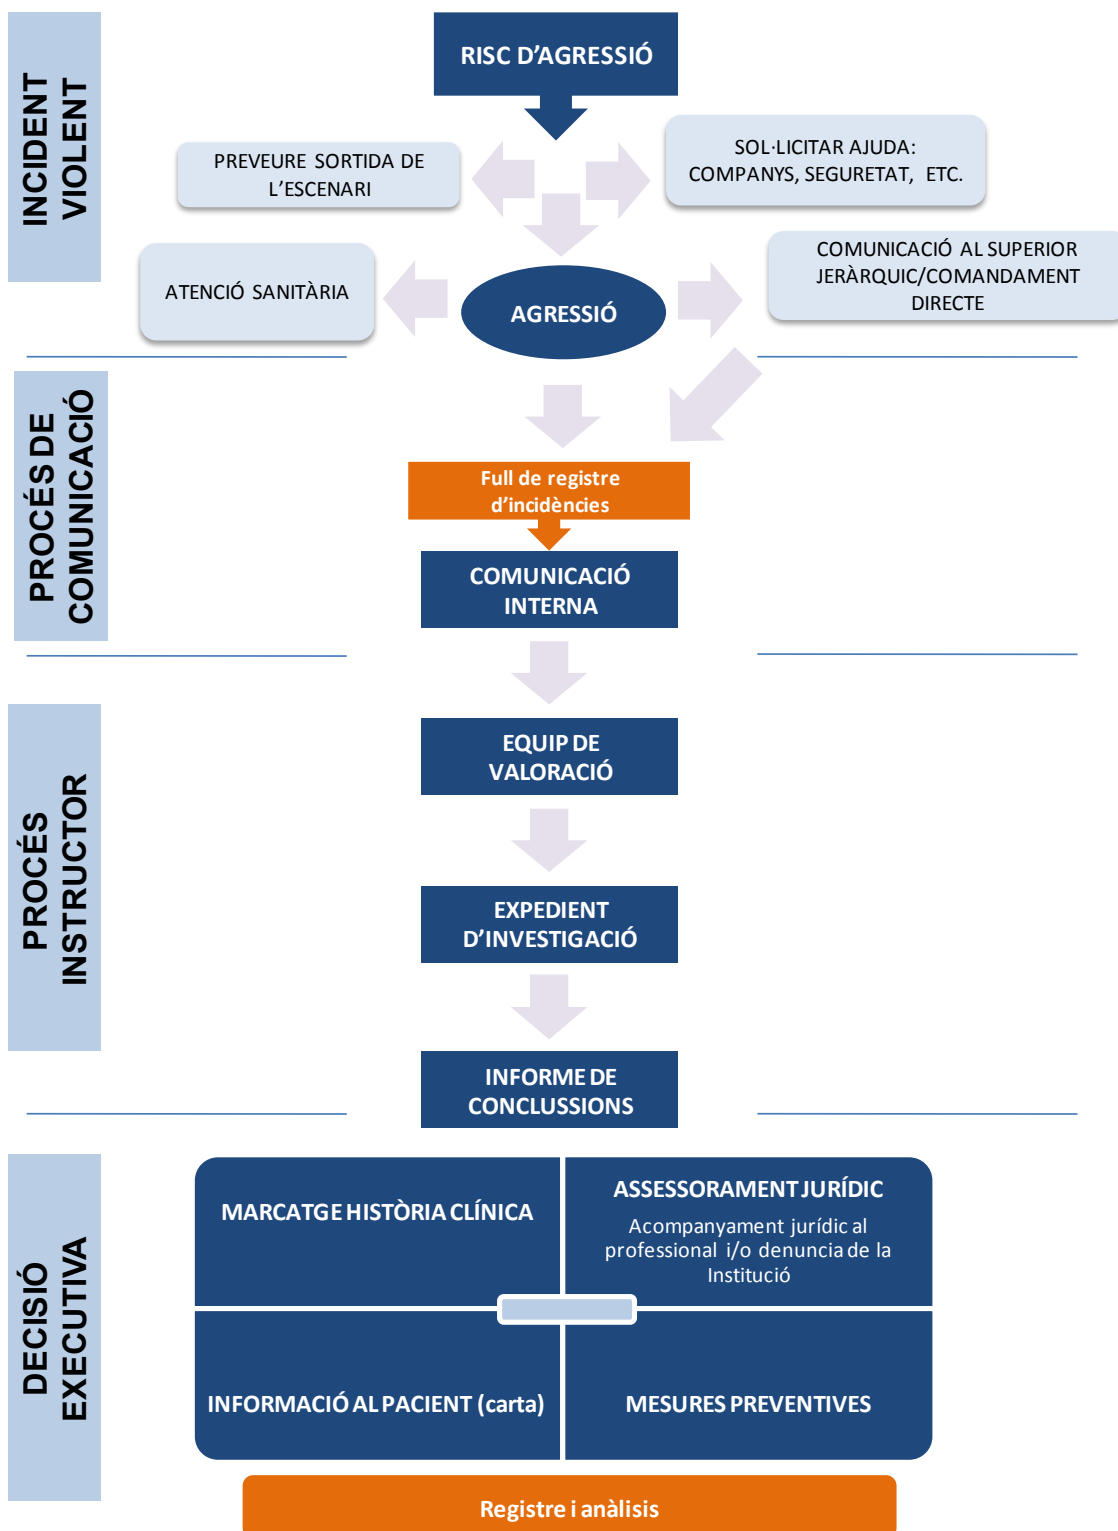 INCIDENT
VIOLENT
RISC D’AGRESSIÓ
PREVEURE SORTIDA DE
L’ESCENARI
SOL·LICITAR AJUDA:
COMPANYS, SEGURETAT, ETC.
ATENCIÓ SANITÀRIA
AGRESSIÓ
COMUNICACIÓ AL SUPERIOR
JERÀRQUIC/COMANDAMENT
DIRECTE
PROCÉS DE
COMUNICACIÓ
Full de registre
d’incidències
COMUNICACIÓ
INTERNA
PROCÉS
INSTRUCTOR
EQUIP DE
VALORACIÓ
EXPEDIENT
D’INVESTIGACIÓ
INFORME DE
CONCLUSSIONS
DECISIÓ
EXECUTIVA
MARCATGE HISTÒRIA CLÍNICA
ASSESSORAMENT JURÍDIC
Acompanyament jurídic al
professional i/o denuncia de la
Institució
INFORMACIÓ AL PACIENT (carta)
MESURES PREVENTIVES
Registre i anàlisis